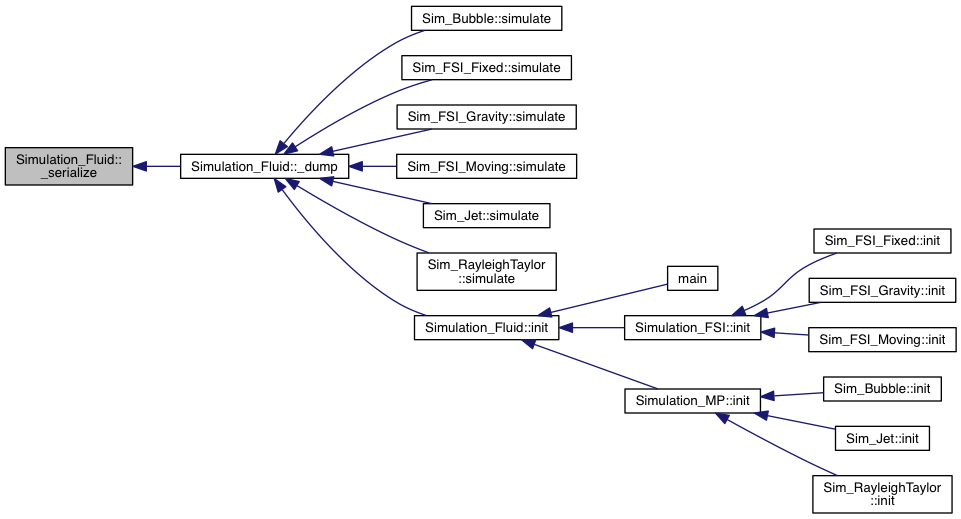 Sim_Bubble::simulate
Sim_FSI_Fixed::simulate
Sim_FSI_Gravity::simulate
Simulation_Fluid::
_serialize
Simulation_Fluid::_dump
Sim_FSI_Moving::simulate
Sim_Jet::simulate
Sim_RayleighTaylor
::simulate
Sim_FSI_Fixed::init
main
Sim_FSI_Gravity::init
Simulation_Fluid::init
Simulation_FSI::init
Sim_FSI_Moving::init
Simulation_MP::init
Sim_Bubble::init
Sim_Jet::init
Sim_RayleighTaylor
::init